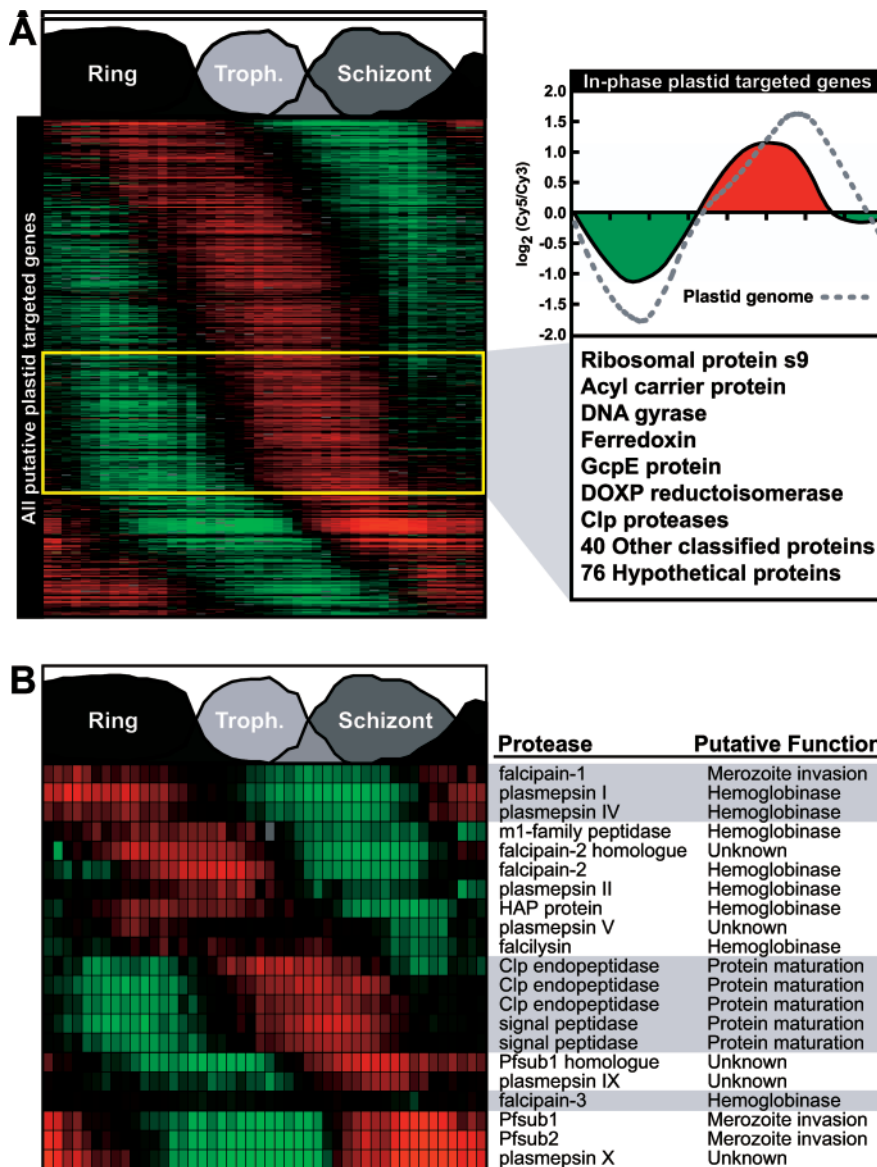 A
Ring
Troph.
Schizont
All putative plastid targeted genes
In-phase plastid targeted genes
log2 (Cy5/Cy3)
2.0
1.5
1.0
0.5
0.0
-0.5
-1.0
-1.5
-2.0
Plastid genome
Ribosomal protein s9
Acyl carrier protein
DNA gyrase
Ferredoxin
GcpE protein
DOXP reductoisomerase
Clp proteases
40 Other classified proteins
76 Hypothetical proteins
B
Ring
Troph.
Schizont
Protease Putative Function
falcipain-1 Merozoite invasion
plasmepsin I Hemoglobinase
plasmepsin IV Hemoglobinase
m1-family peptidase Hemoglobinase
falcipain-2 homologue Unknown
falcipain-2 Hemoglobinase
plasmepsin II Hemoglobinase
HAP protein Hemoglobinase
plasmepsin V Unknown
falcilysin Hemoglobinase
Clp endopeptidase Protein maturation
Clp endopeptidase Protein maturation
Clp endopeptidase Protein maturation
signal peptidase Protein maturation
signal peptidase Protein maturation
Pfsub1 homologue Unknown
plasmepsin IX Unknown
falcipain-3 Hemoglobinase
Pfsub1 Merozoite invasion
Pfsub2 Merozoite invasion
plasmepsin X Unknown